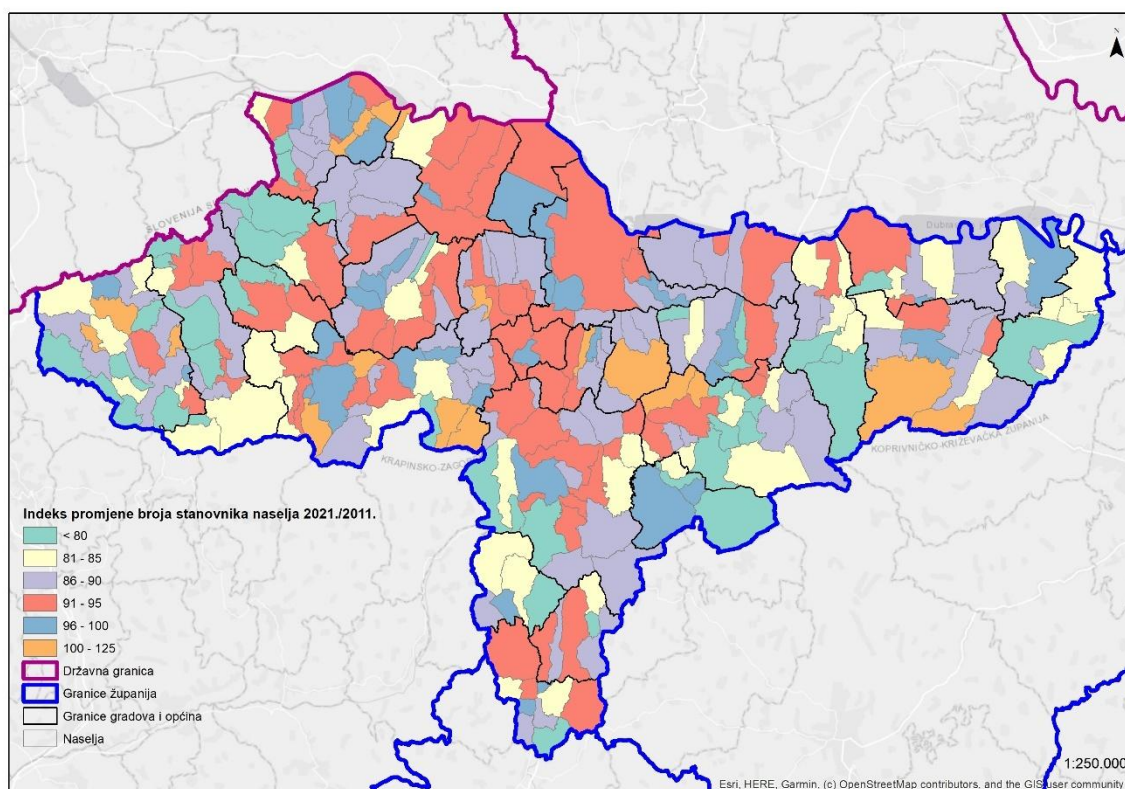 N
SLOVENIJA
Dubra
KRAPINSKO-ZAGO
KOPRIVNIČKO-KRIŽEVAČKA ŽUPANIJA
Indeks promjene broja stanovnika naselja 2021./2011.
< 80
81 - 85
86 - 90
91 - 95
96 - 100
100 - 125
Državna granica
Granice županija
Granice gradova i općina
Naselja
1:250.000
Esri, HERE, Garmin, (c) OpenStreetMap contributors, and the GIS user community